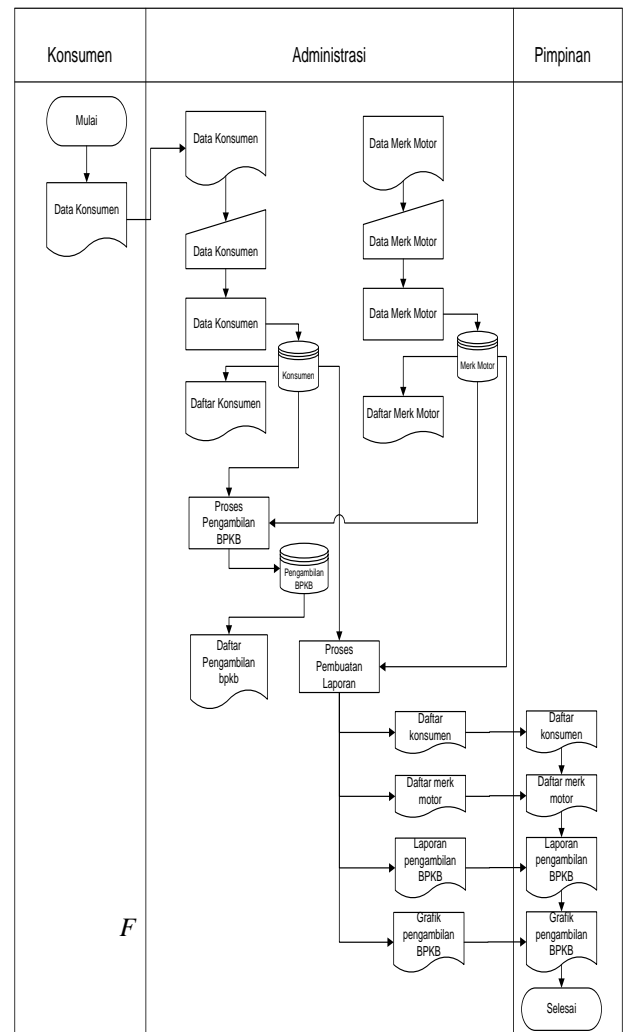 Konsumen
Administrasi
Pimpinan
Mulai
Data Konsumen
Data Konsumen
Data Merk Motor
Data Konsumen
Data Merk Motor
Data Konsumen
Data Merk Motor
Konsumen
Merk Motor
Daftar Konsumen
Daftar Merk Motor
Proses
Pengambilan
BPKB
Pengambilan
BPKB
Daftar
Pengambilan
bpkb
Proses
Pembuatan
Laporan
Daftar
konsumen
Daftar
konsumen
Daftar merk
motor
Daftar merk
motor
Laporan
pengambilan
BPKB
Laporan
pengambilan
BPKB
F
Grafik
pengambilan
BPKB
Grafik
pengambilan
BPKB
Selesai